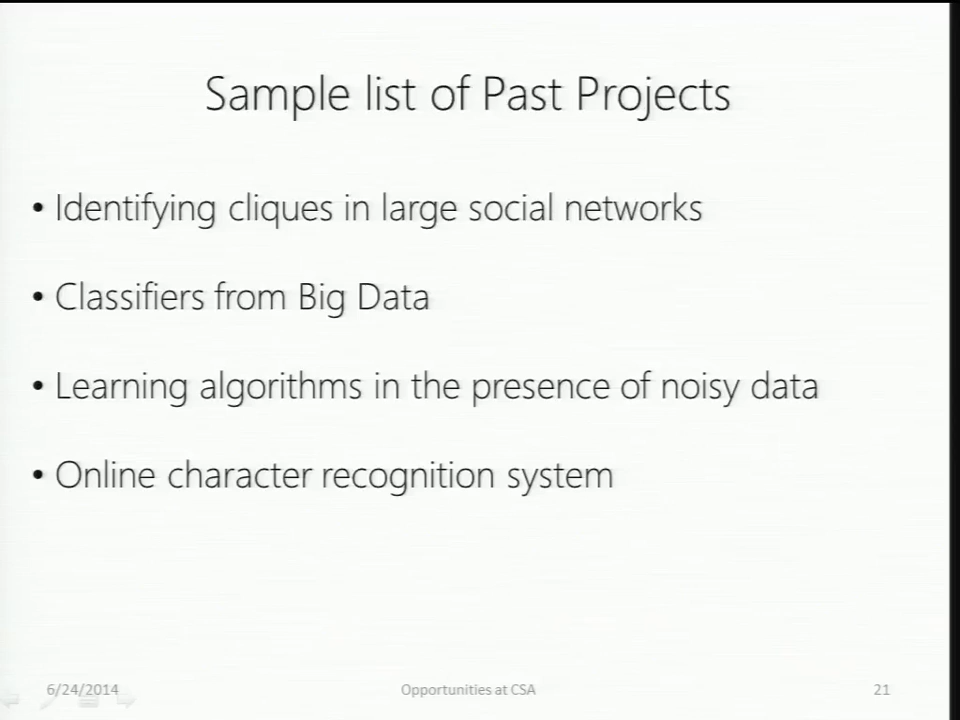 Sample list of Past Projects
• Identifying cliques in large social networks
• Classifiers from Big Data
• Learning algorithms in the presence of noisy data
• Online character recognition system
6/24/2014 Opportunities at CSA 21